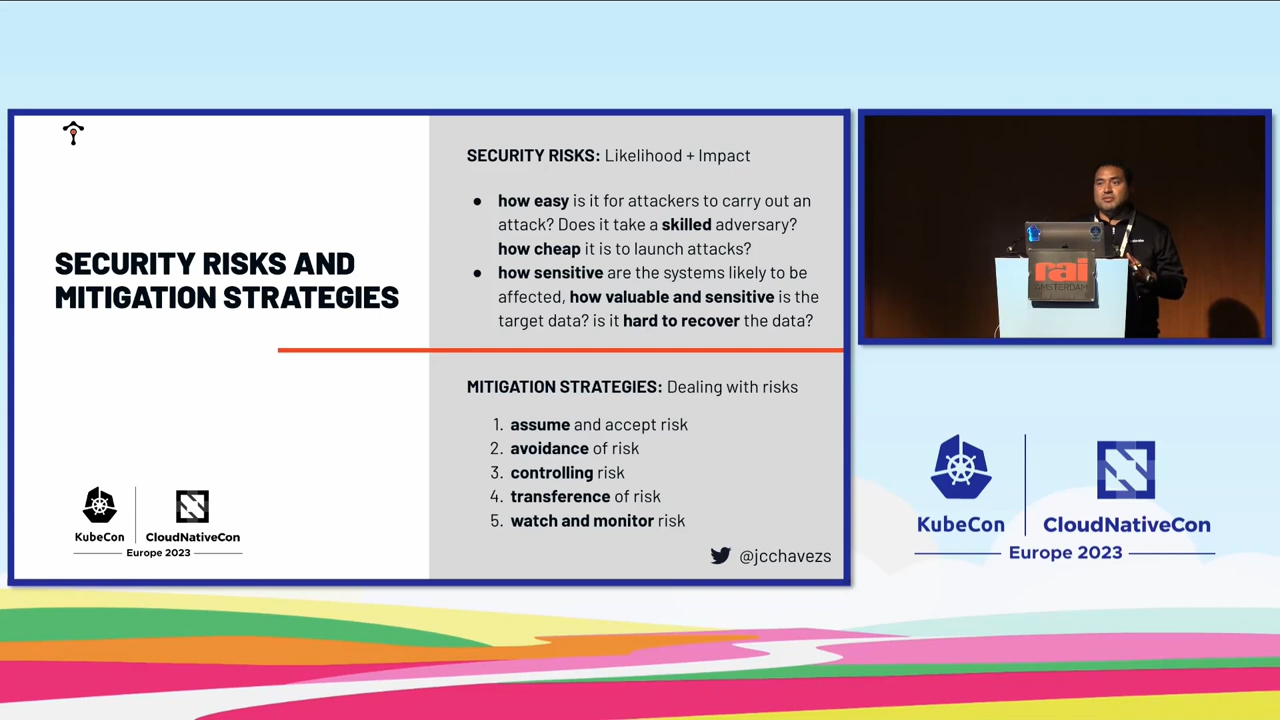 SECURITY RISKS AND
MITIGATION STRATEGIES
KubeCon
CloudNativeCon
Europe 2023
SECURITY RISKS: Likelihood + Impact
● how easy is it for attackers to carry out an
attack? Does it take a skilled adversary?
how cheap it is to launch attacks?
● how sensitive are the systems likely to be
affected, how valuable and sensitive is the
target data? is it hard to recover the data?
MITIGATION STRATEGIES: Dealing with risks
1. assume and accept risk
2. avoidance of risk
3. controlling risk
4. transference of risk
5. watch and monitor risk
@jcchavezs
rai
AMSTERDAM
KubeCon
CloudNativeCon
Europe 2023